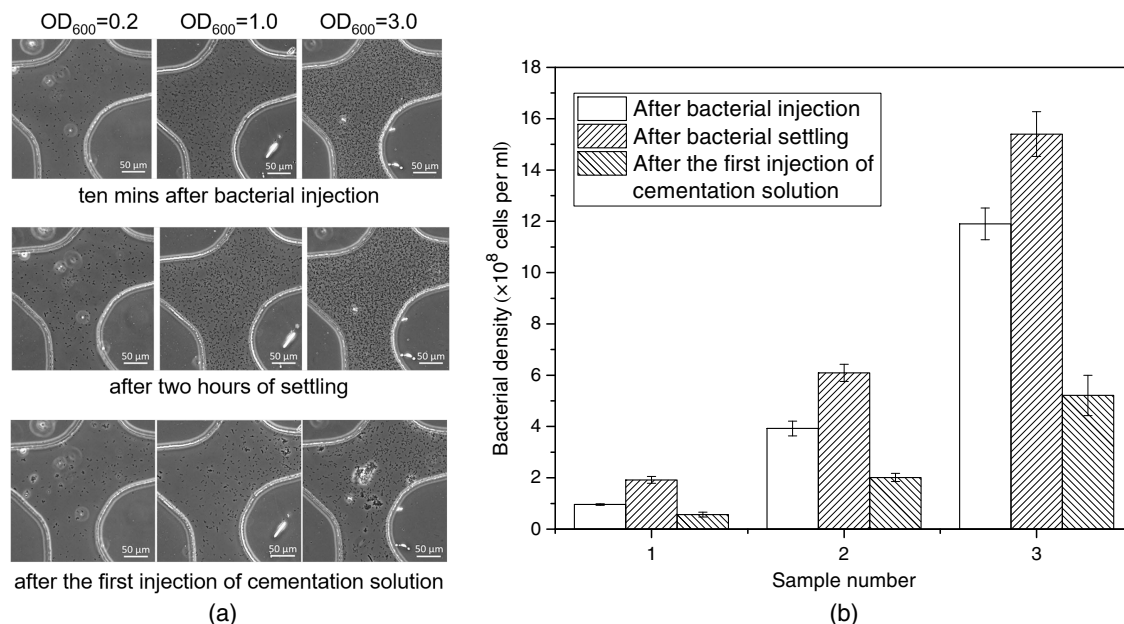 (a)
OD600=0.2 OD600=1.0 OD600=3.0
50 μm 50 μm 50 μm
ten mins after bacterial injection
50 μm 50 μm 50 μm
after two hours of settling
50 μm 50 μm 50 μm
after the first injection of cementation solution
(a)
Bacterial density (×10⁸ cells per ml)
18
16
14
12
10
8
6
4
2
0
After bacterial injection
After bacterial settling
After the first injection of
cementation solution
1 2 3
Sample number
(b)